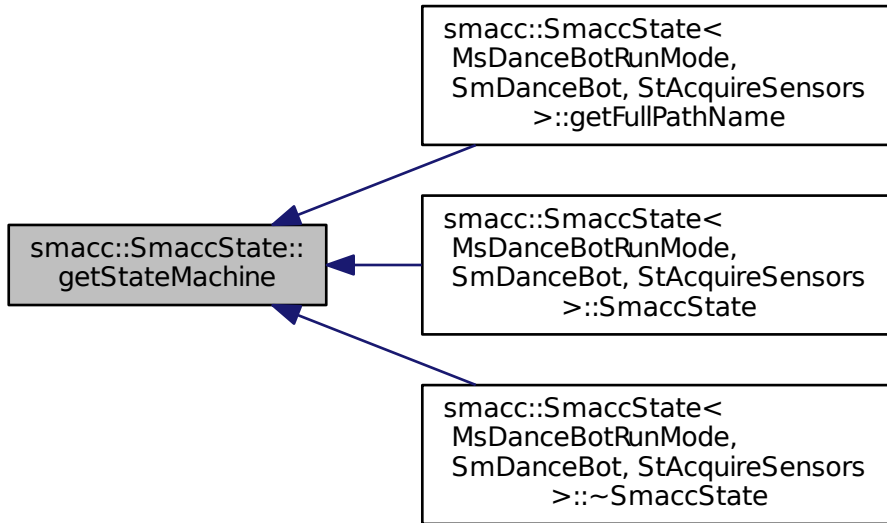 smacc::SmaccState::
getStateMachine
smacc::SmaccState<
MsDanceBotRunMode,
SmDanceBot, StAcquireSensors
>::getFullPathName
smacc::SmaccState<
MsDanceBotRunMode,
SmDanceBot, StAcquireSensors
>::SmaccState
smacc::SmaccState<
MsDanceBotRunMode,
SmDanceBot, StAcquireSensors
>::~SmaccState